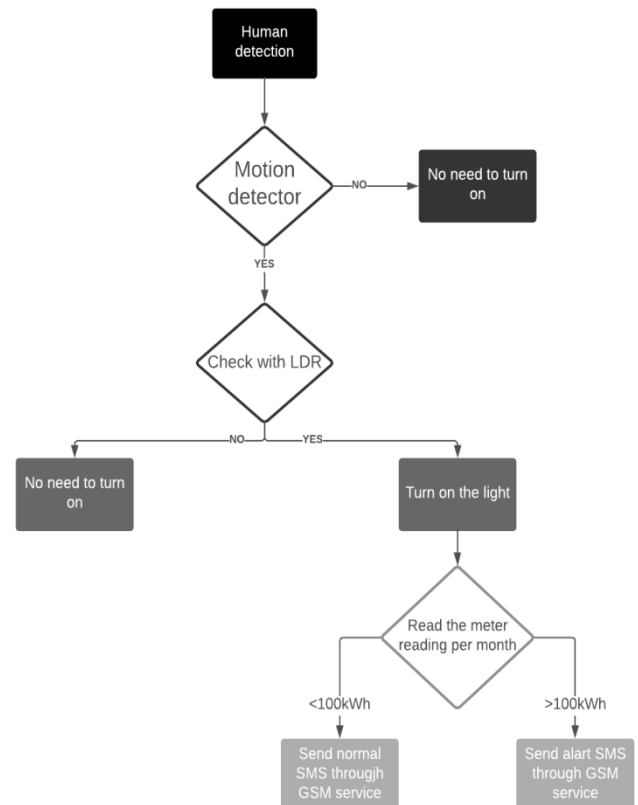 Human
detection
Motion
detector
NO
No need to turn
on
YES
Check with LDR
NO
YES
No need to turn
on
Turn on the light
Read the meter
reading per month
<100kWh
>100kWh
Send normal
SMS througjh
GSM service
Send alart SMS
through GSM
service